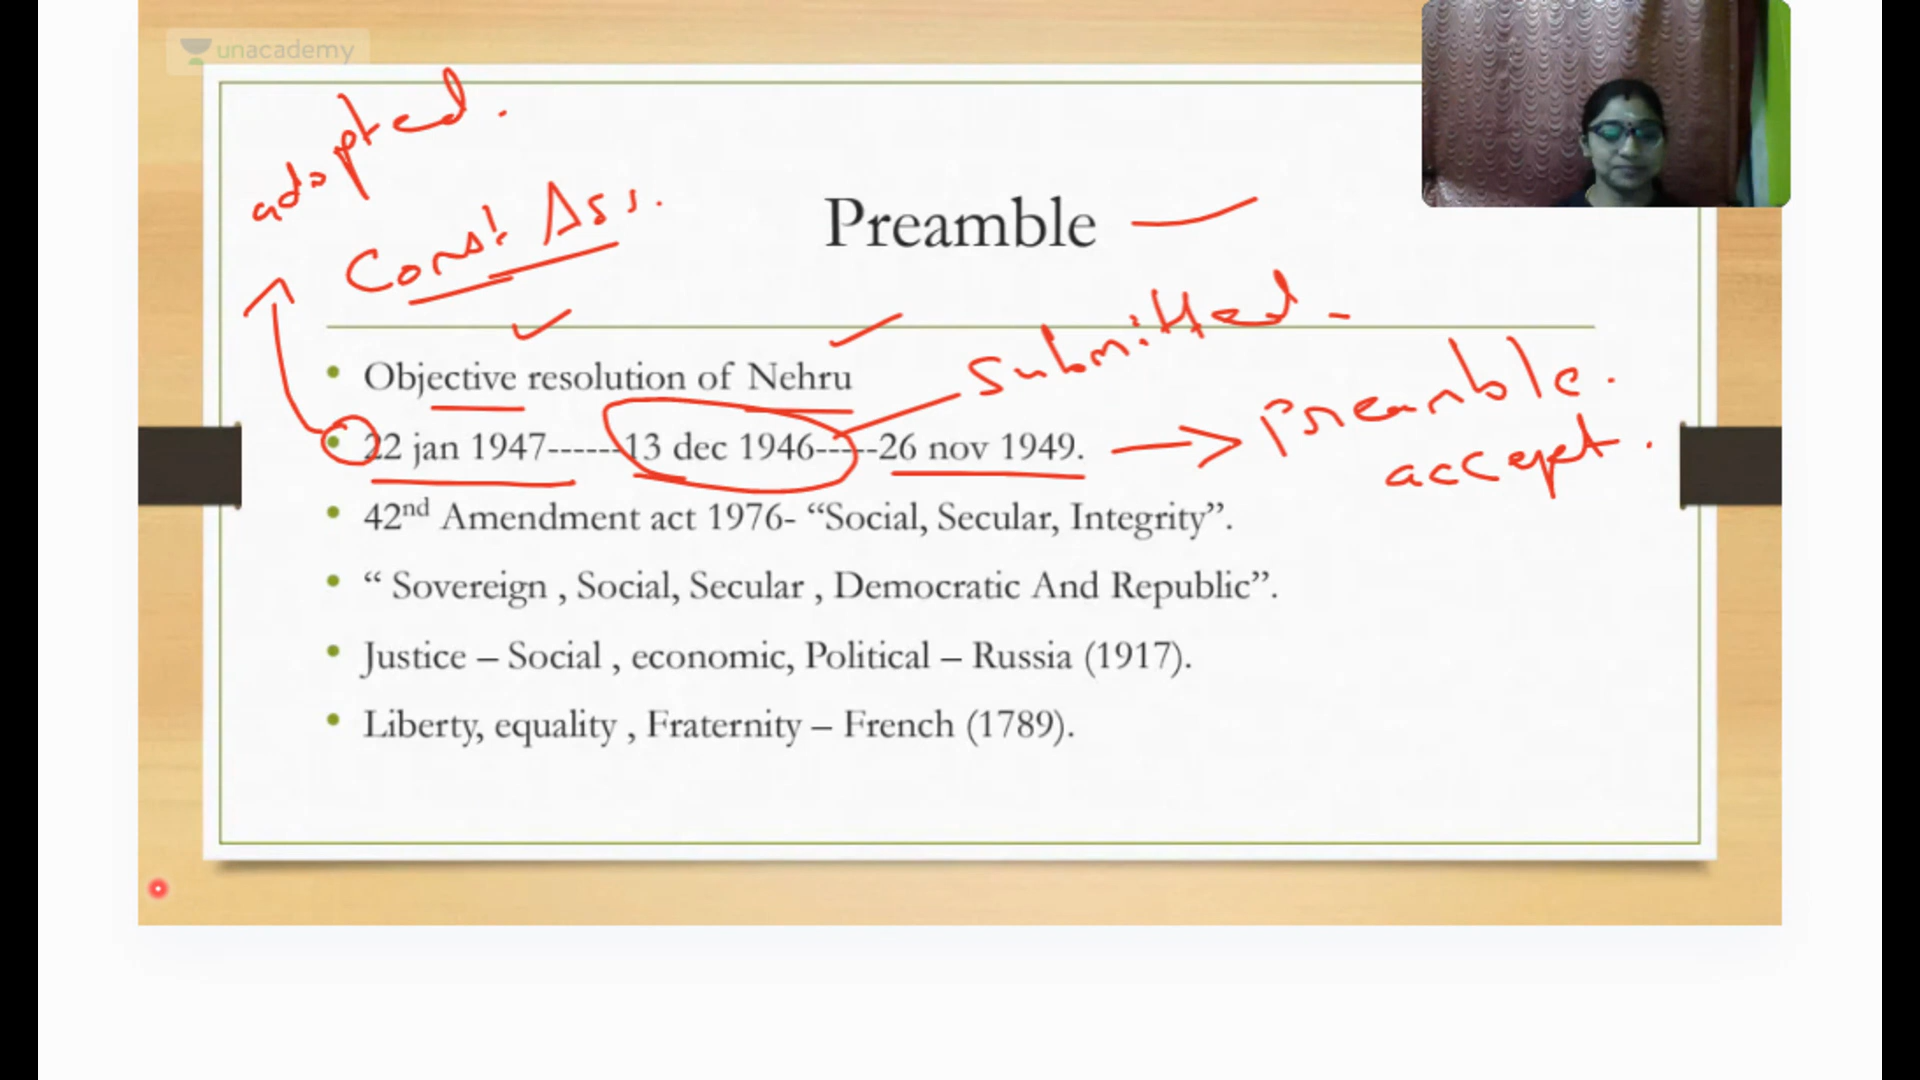 unacademy
adopted.
Const. Ass.
Preamble
Submitted -
• Objective resolution of Nehru
• 22 jan 1947------13 dec 1946-----26 nov 1949.
Preamble.
accept.
• 42nd Amendment act 1976- “Social, Secular, Integrity”.
• “ Sovereign , Social, Secular , Democratic And Republic”.
• Justice – Social , economic, Political – Russia (1917).
• Liberty, equality , Fraternity – French (1789).